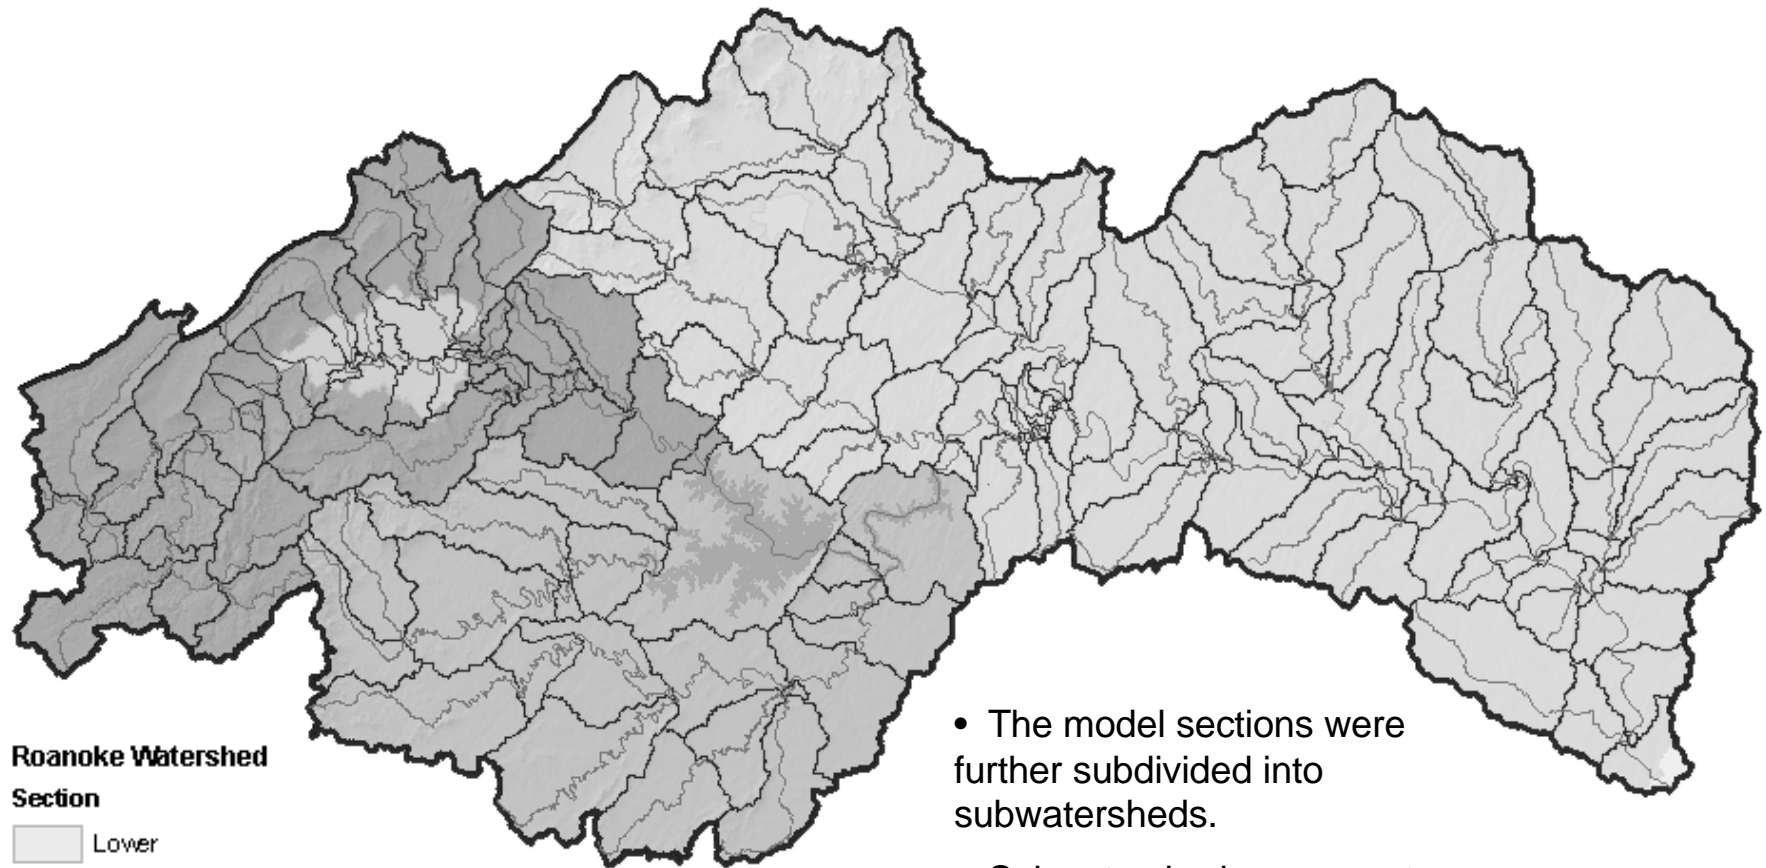 Roanoke Watershed
Section
Lower
• The model sections were
further subdivided into
subwatersheds.